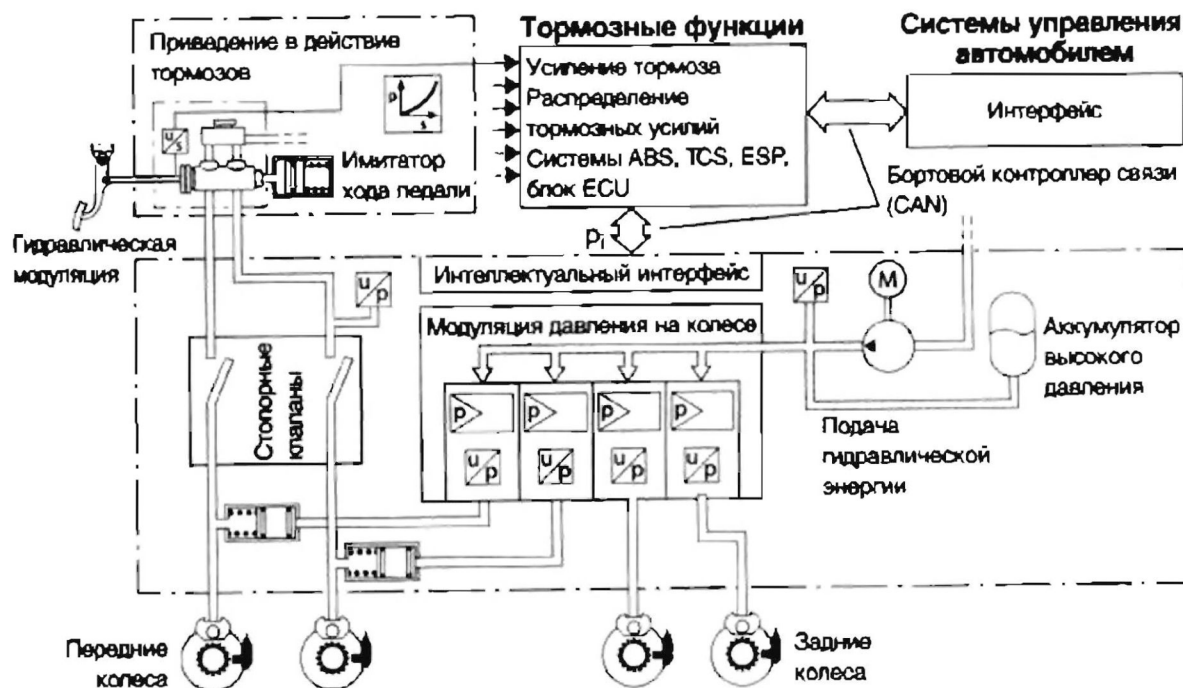 Приведение в действие
тормозов
u/s
p
s
Имитатор
хода педали
Гидравлическая
модуляция
Тормозные функции
Усиление тормоза
Распределение
тормозных усилий
Системы ABS, TCS, ESP,
блок ECU
Системы управления
автомобилем
Интерфейс
Бортовой контроллер связи
(CAN)
pi
Интеллектуальный интерфейс
u/p
Модуляция давления на колесе
u/p
M
Аккумулятор
высокого
давления
Подача
гидравлической
энергии
Стопорные
клапаны
p
p
p
p
u/p
u/p
u/p
u/p
Передние
колеса
Задние
колеса